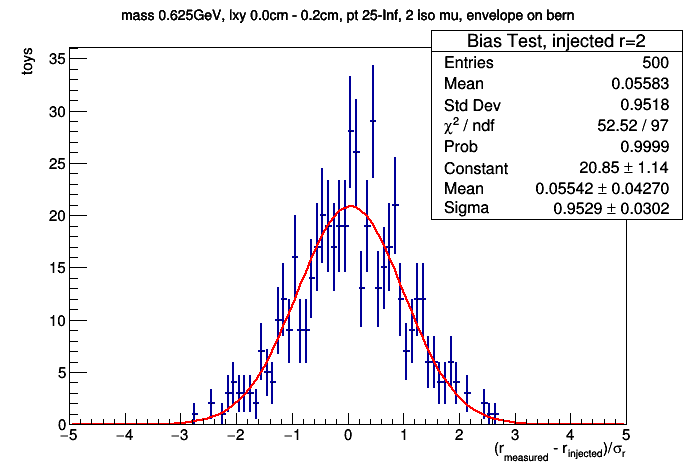 mass 0.625GeV, lxy 0.0cm - 0.2cm, pt 25-Inf, 2 iso mu, envelope on bern
Bias Test, injected r=2
Entries 500
Mean 0.05583
Std Dev 0.9518
χ² / ndf 52.52 / 97
Prob 0.9999
Constant 20.85 ± 1.14
Mean 0.05542 ± 0.04270
Sigma 0.9529 ± 0.0302
toys
35
30
25
20
15
10
5
0
−5 −4 −3 −2 −1 0 1 2 3 4 5
(r_measured - r_injected)/σ_r